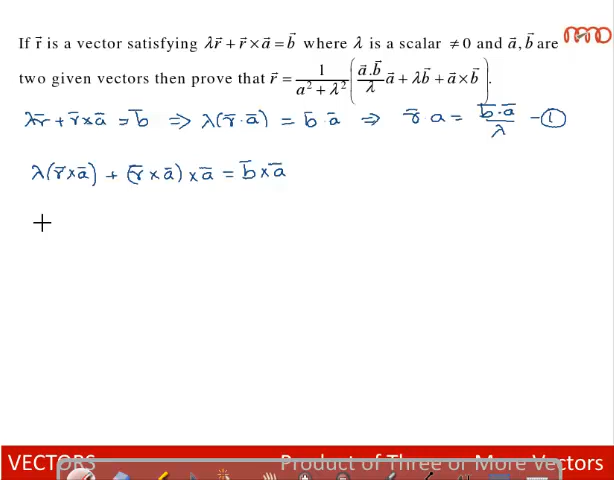 If r⃗ is a vector satisfying λr⃗ + r⃗ × a⃗ = b⃗ where λ is a scalar ≠ 0 and a⃗, b⃗ are
two given vectors then prove that r⃗ = 1/(a² + λ²) (a⃗.b⃗/λ a⃗ + λb⃗ + a⃗ × b⃗).
λr̅ + r̅ × a̅ = b̅ ⇒ λ(r̅ · a̅) = b̅ · a̅ ⇒ r̅ · a = b̅ · a̅/λ — ①
λ(r̅ × a̅) + (r̅ × a̅) × a̅ = b̅ × a̅
VECTORS Product of Three or More Vectors